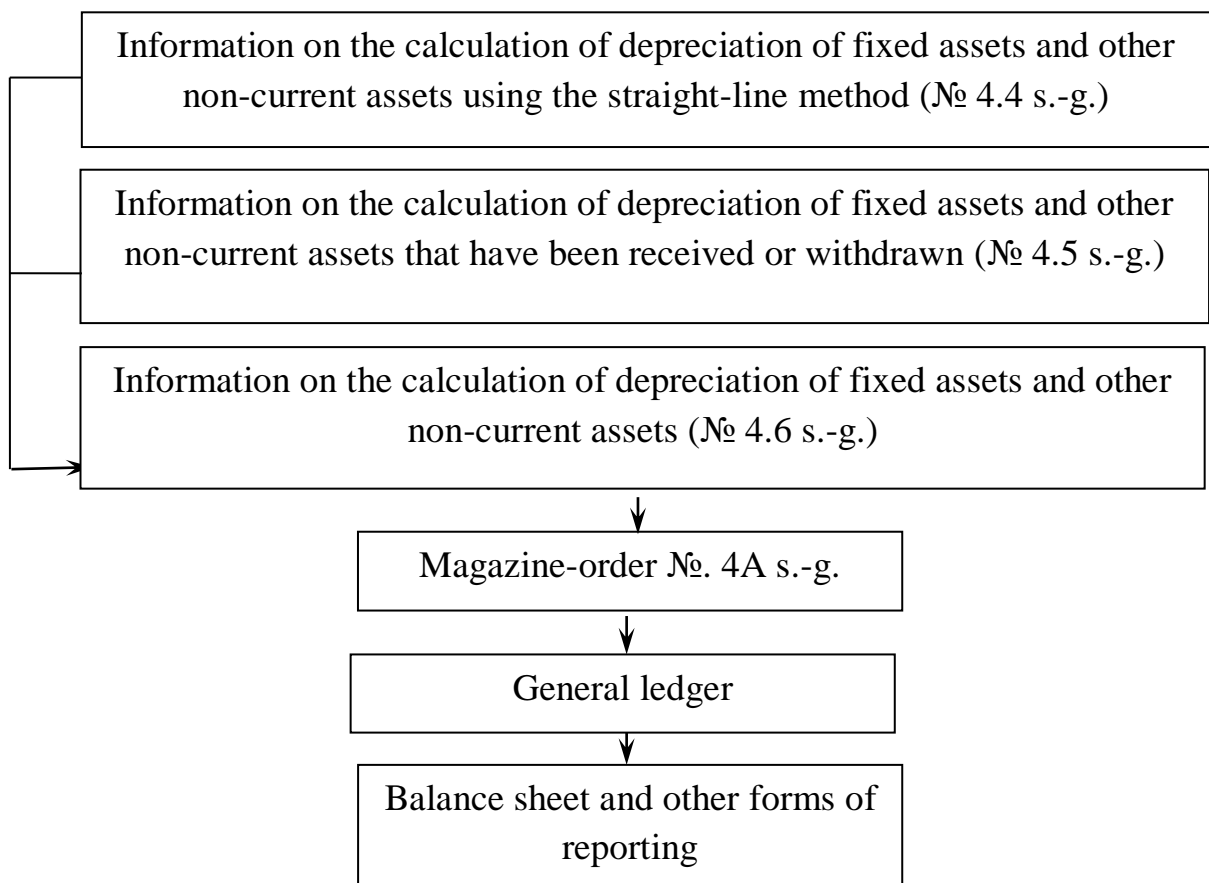 Information on the calculation of depreciation of fixed assets and other
non-current assets using the straight-line method (№ 4.4 s.-g.)
Information on the calculation of depreciation of fixed assets and other
non-current assets that have been received or withdrawn (№ 4.5 s.-g.)
Information on the calculation of depreciation of fixed assets and other
non-current assets (№ 4.6 s.-g.)
Magazine-order №. 4A s.-g.
General ledger
Balance sheet and other forms of
reporting